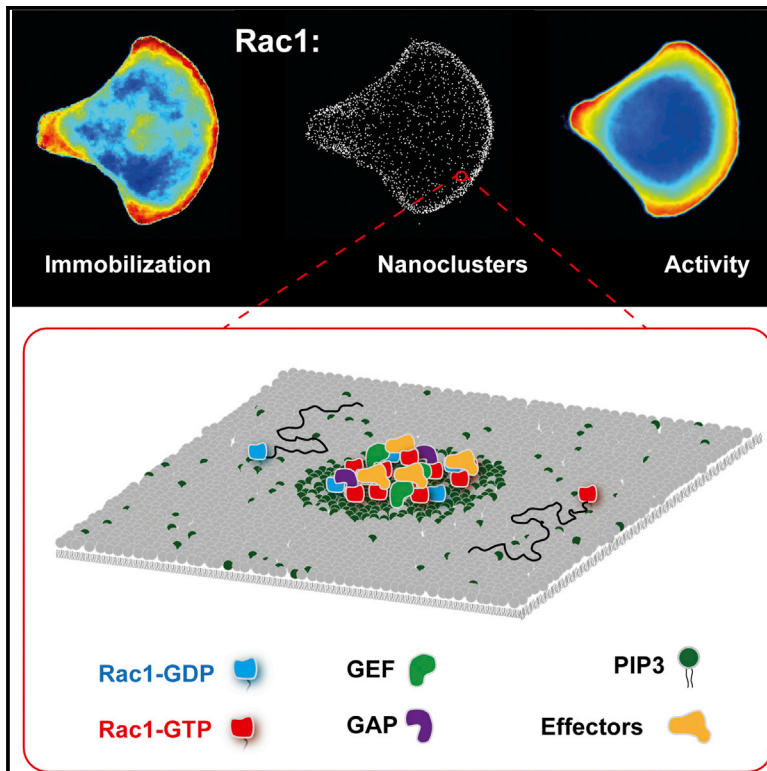 Rac1:
Immobilization
Nanoclusters
Activity
Rac1-GDP
GEF
PIP3
Rac1-GTP
GAP
Effectors